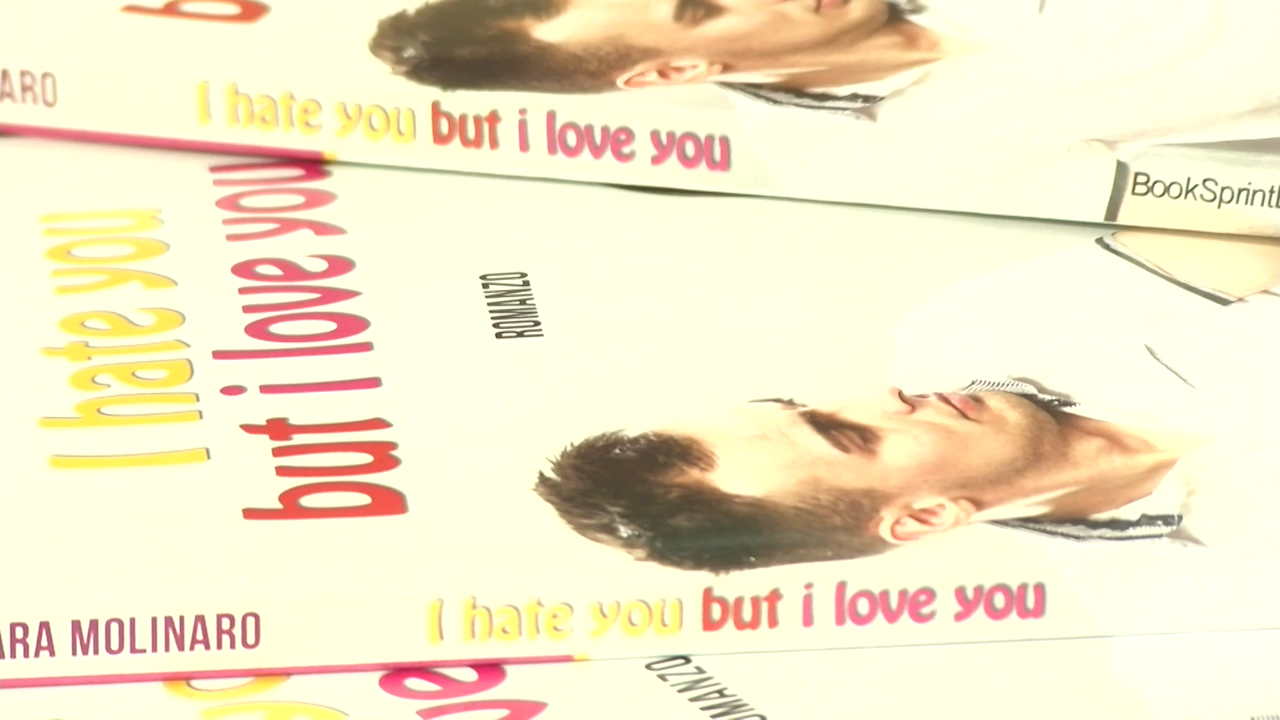 ARO
I hate you but i love you
BookSprint
I hate you
but i love you
ROMANZO
ARA MOLINARO
I hate you but i love you
OMANZO